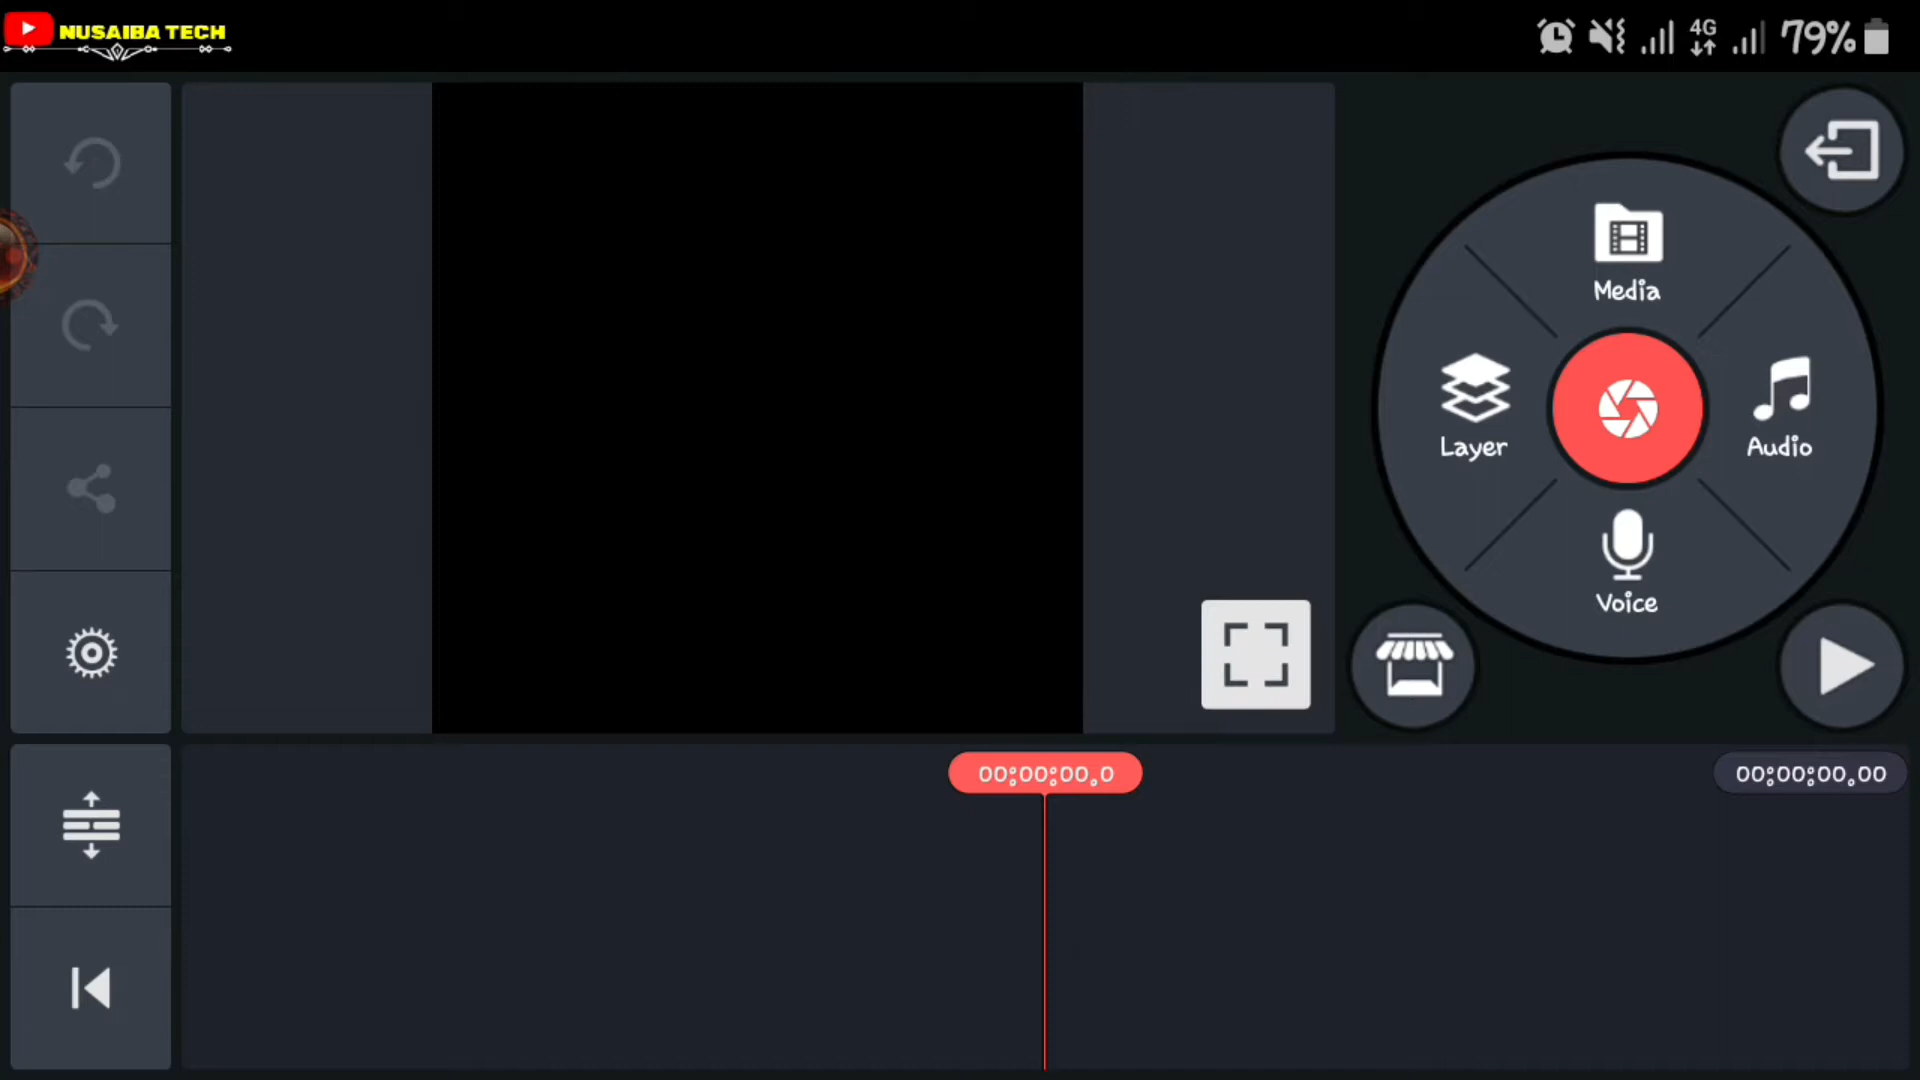 NUSAIBA TECH
4G
79%
Media
Layer
Audio
Voice
00:00:00.0
00:00:00.00